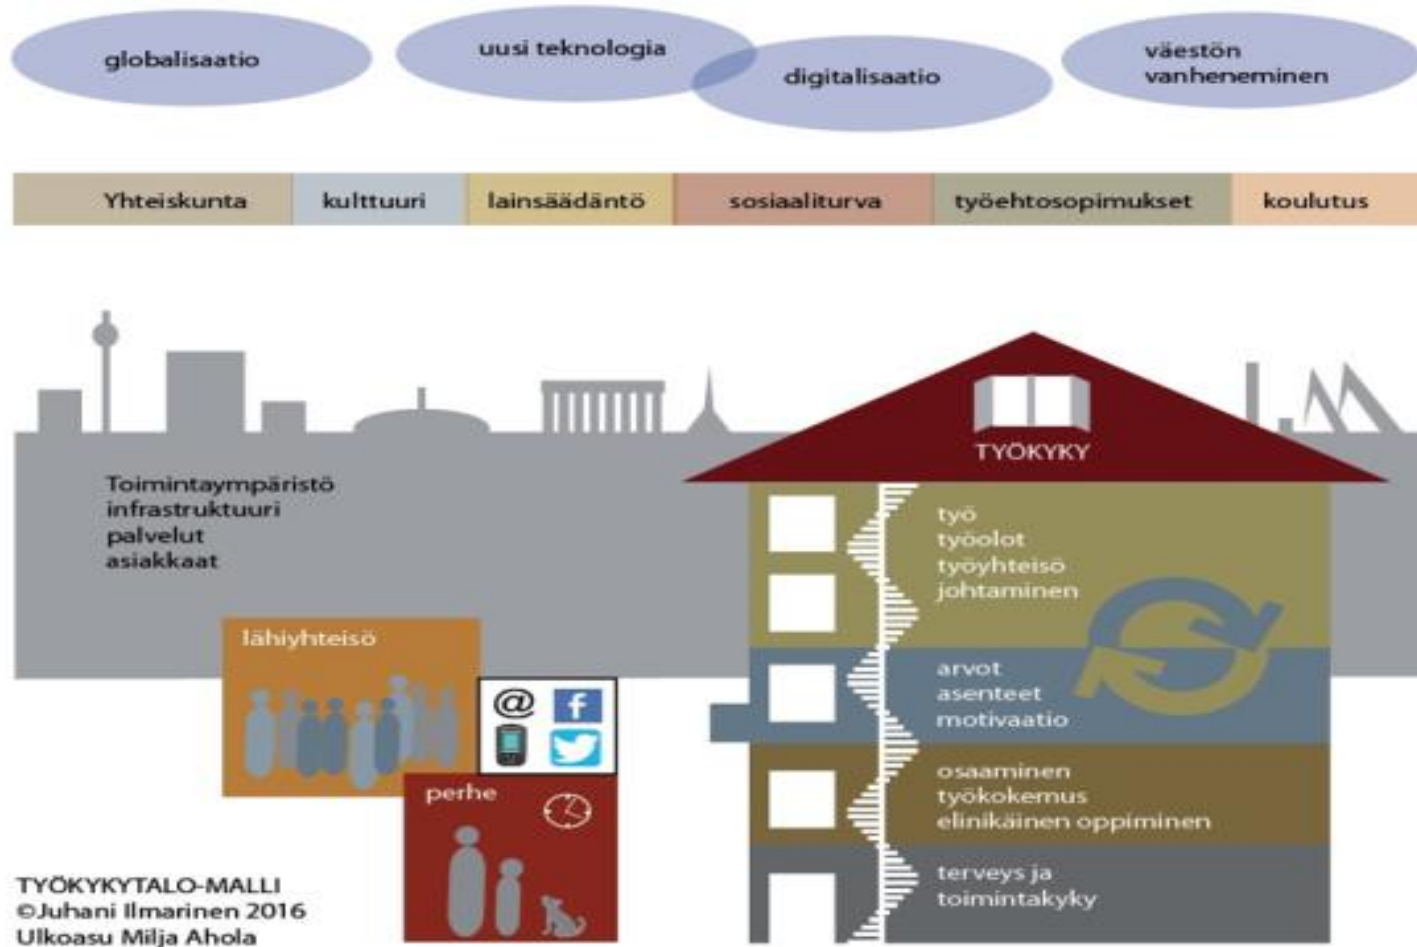 globalisaatio
uusi teknologia
digitalisaatio
väestön
vanheneminen
Yhteiskunta
kulttuuri
lainsäädäntö
sosiaaliturva
työehtosopimukset
koulutus
TYÖKYKY
Toimintaympäristö
infrastruktuuri
palvelut
asiakkaat
työ
työolot
työyhteisö
johtaminen
lähiyhteisö
@
f
arvot
asenteet
motivaatio
perhe
osaaminen
työkokemus
elinikäinen oppiminen
terveys ja
toimintakyky
TYÖKYKYTALO-MALLI
©Juhani Ilmarinen 2016
Ulkoasu Milja Ahola